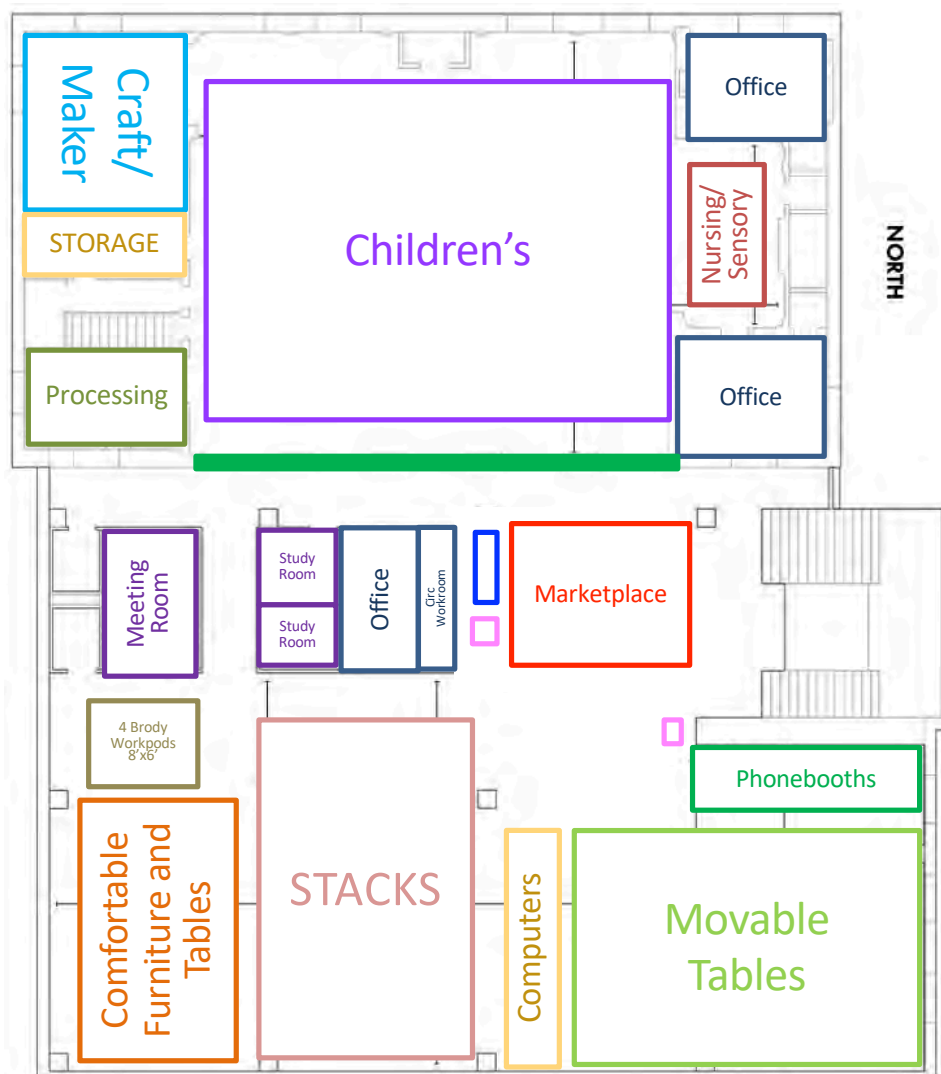 Craft/
Maker
Office
Children's
Nursing/
Sensory
NORTH
STORAGE
Processing
Office
Meeting
Room
Study
Room
Study
Room
Office
Circ
Workroom
Marketplace
4 Brody
Workpods
8'x6'
Phonebooths
Comfortable
Furniture and
Tables
STACKS
Computers
Movable
Tables